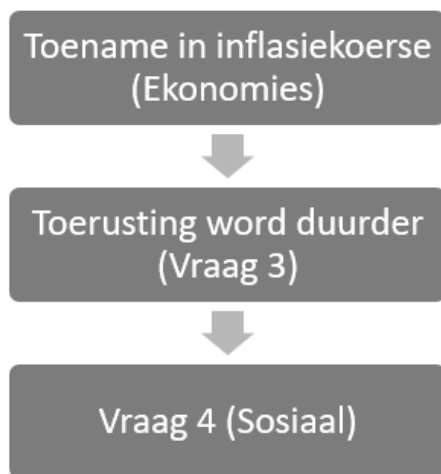 Toename in inflasiekoerse
(Ekonomies)
Toerusting word duurder
(Vraag 3)
Vraag 4 (Sosiaal)